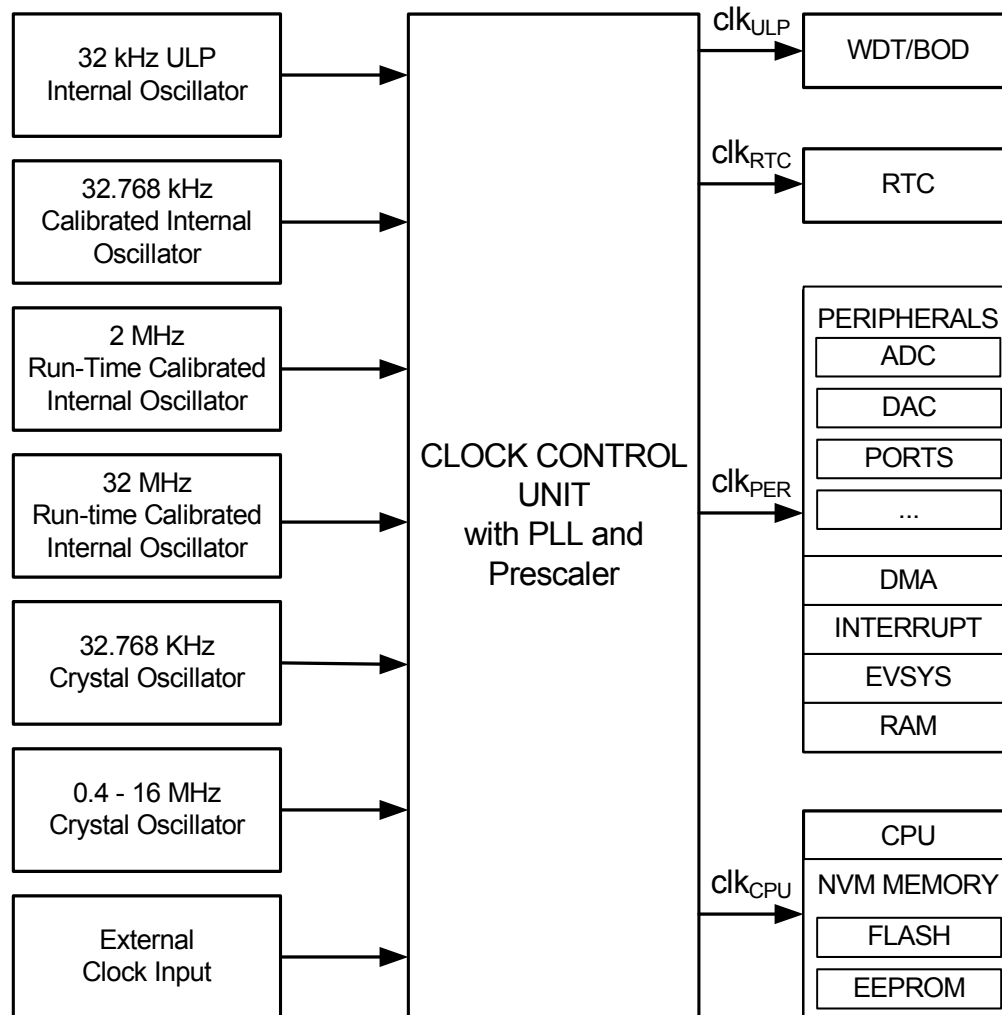 32 kHz ULP
Internal Oscillator
32.768 kHz
Calibrated Internal
Oscillator
2 MHz
Run-Time Calibrated
Internal Oscillator
32 MHz
Run-time Calibrated
Internal Oscillator
32.768 KHz
Crystal Oscillator
0.4 - 16 MHz
Crystal Oscillator
External
Clock Input
CLOCK CONTROL
UNIT
with PLL and
Prescaler
clkULP
WDT/BOD
clkRTC
RTC
clkPER
PERIPHERALS
ADC
DAC
PORTS
...
DMA
INTERRUPT
EVSYS
RAM
clkCPU
CPU
NVM MEMORY
FLASH
EEPROM